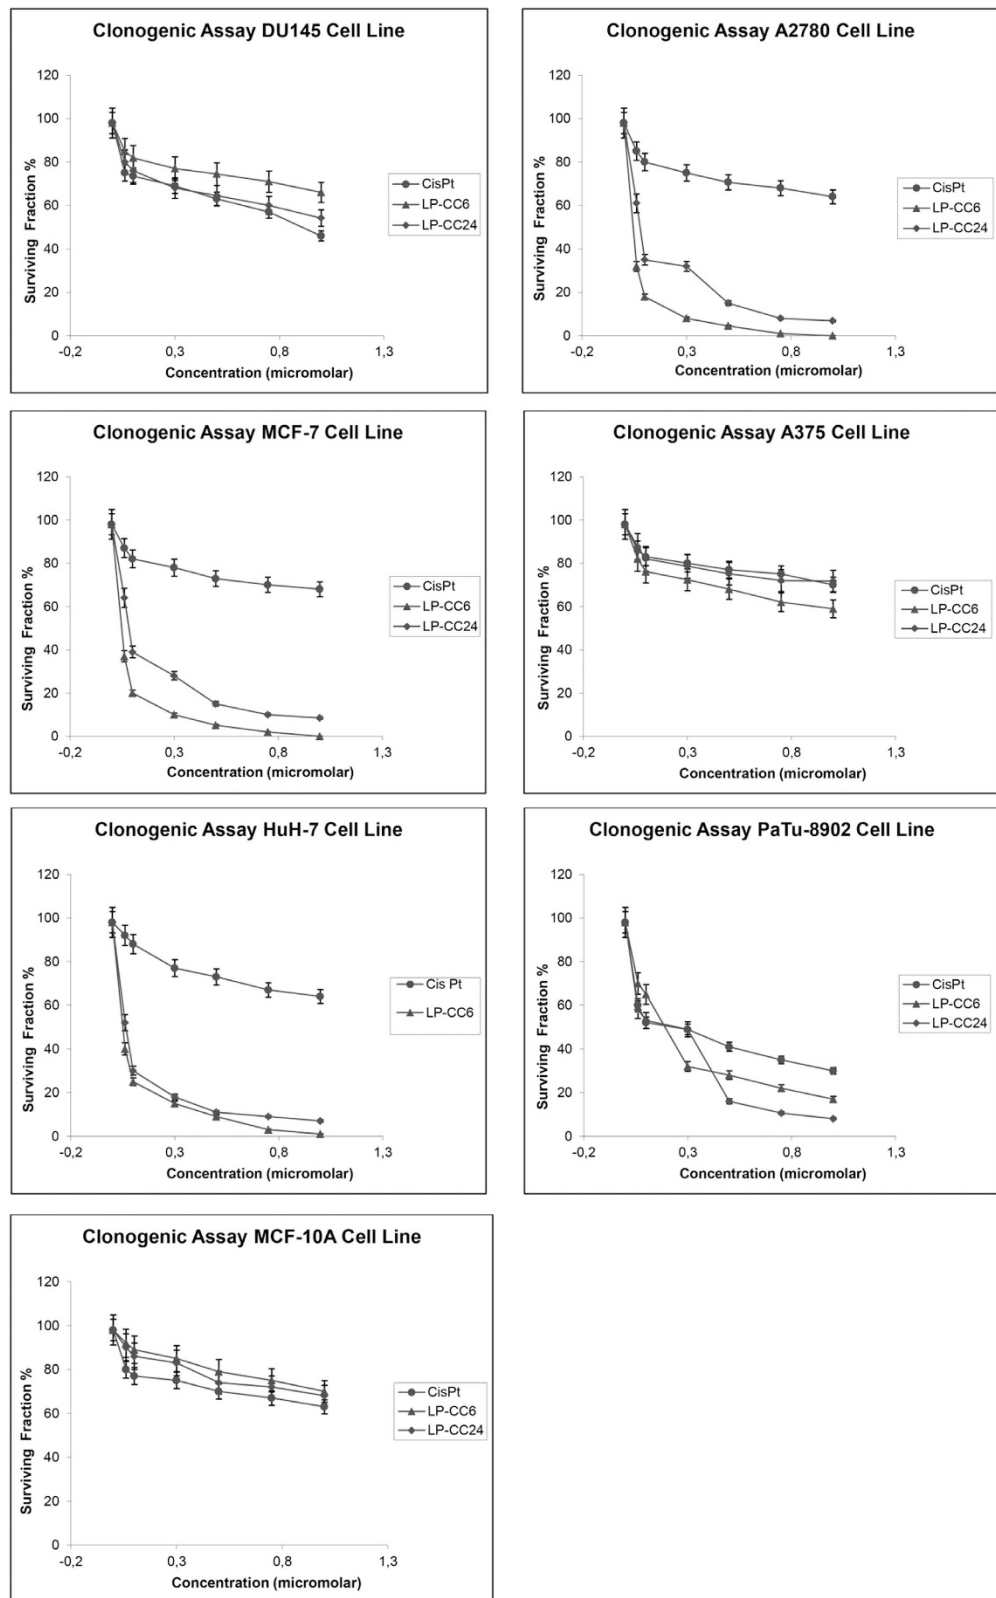 Clonogenic Assay DU145 Cell Line
Surviving Fraction %
120
100
80
60
40
20
0
-0,2
0,3
0,8
1,3
Concentration (micromolar)
CisPt
LP-CC6
LP-CC24
Clonogenic Assay A2780 Cell Line
Surviving Fraction %
120
100
80
60
40
20
0
-0,2
0,3
0,8
1,3
Concentration (micromolar)
CisPt
LP-CC6
LP-CC24
Clonogenic Assay MCF-7 Cell Line
Surviving Fraction %
120
100
80
60
40
20
0
-0,2
0,3
0,8
1,3
Concentration (micromolar)
CisPt
LP-CC6
LP-CC24
Clonogenic Assay A375 Cell Line
Surviving Fraction %
120
100
80
60
40
20
0
-0,2
0,3
0,8
1,3
Concentration (micromolar)
CisPt
LP-CC6
LP-CC24
Clonogenic Assay HuH-7 Cell Line
Surviving Fraction %
120
100
80
60
40
20
0
-0,2
0,3
0,8
1,3
Concentration (micromolar)
Cis Pt
LP-CC6
Clonogenic Assay PaTu-8902 Cell Line
Surviving Fraction %
120
100
80
60
40
20
0
-0,2
0,3
0,8
1,3
Concentration (micromolar)
CisPt
LP-CC6
LP-CC24
Clonogenic Assay MCF-10A Cell Line
Surviving Fraction %
120
100
80
60
40
20
0
-0,2
0,3
0,8
1,3
Concentration (micromolar)
CisPt
LP-CC6
LP-CC24